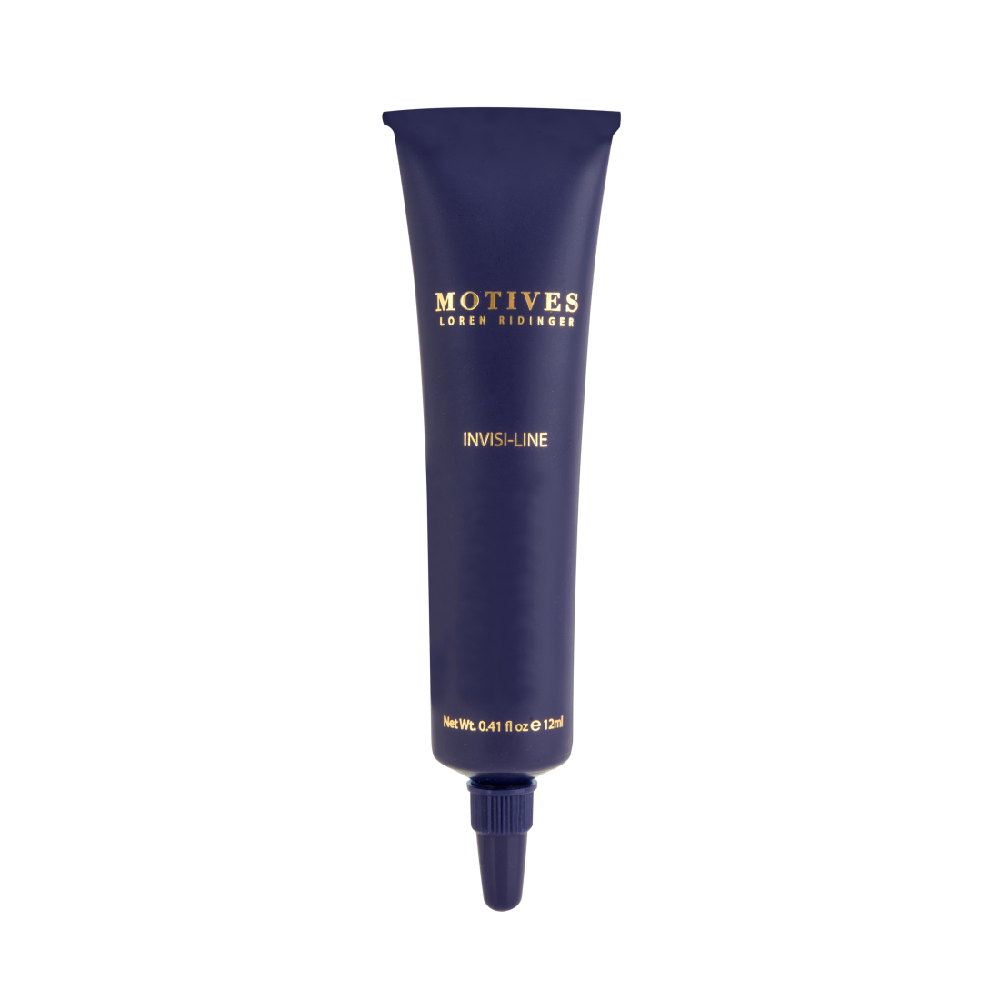 MOTIVES
LOREN RIDINGER
INVISI-LINE
Net Wt. 0.41 fl oz ℮ 12ml